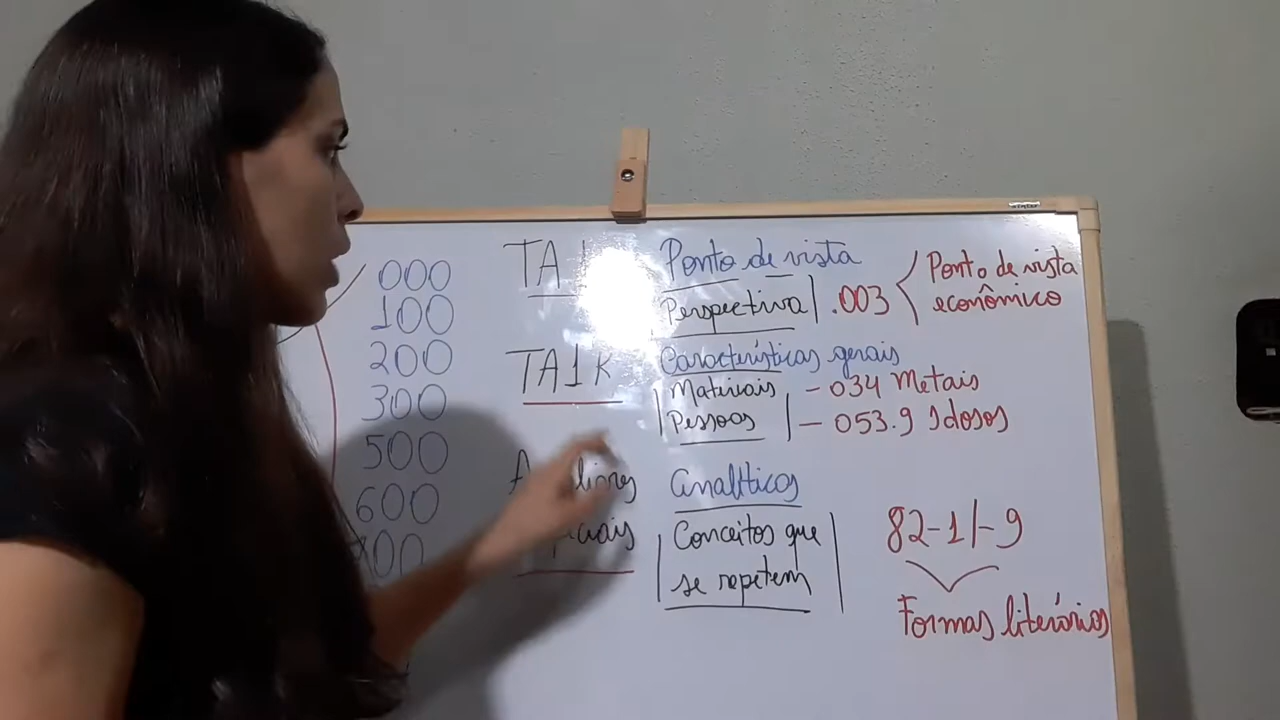 000
100
200
300
500
600
TA1
Ponto de vista
Perspectiva
.003
Ponto de vista
econômico
TA1K
Características gerais
Materiais
- 034 Metais
Pessoas
- 053.9 Idosos
Analíticos
Conceitos que
se repetem
82-1/-9
Formas literárias